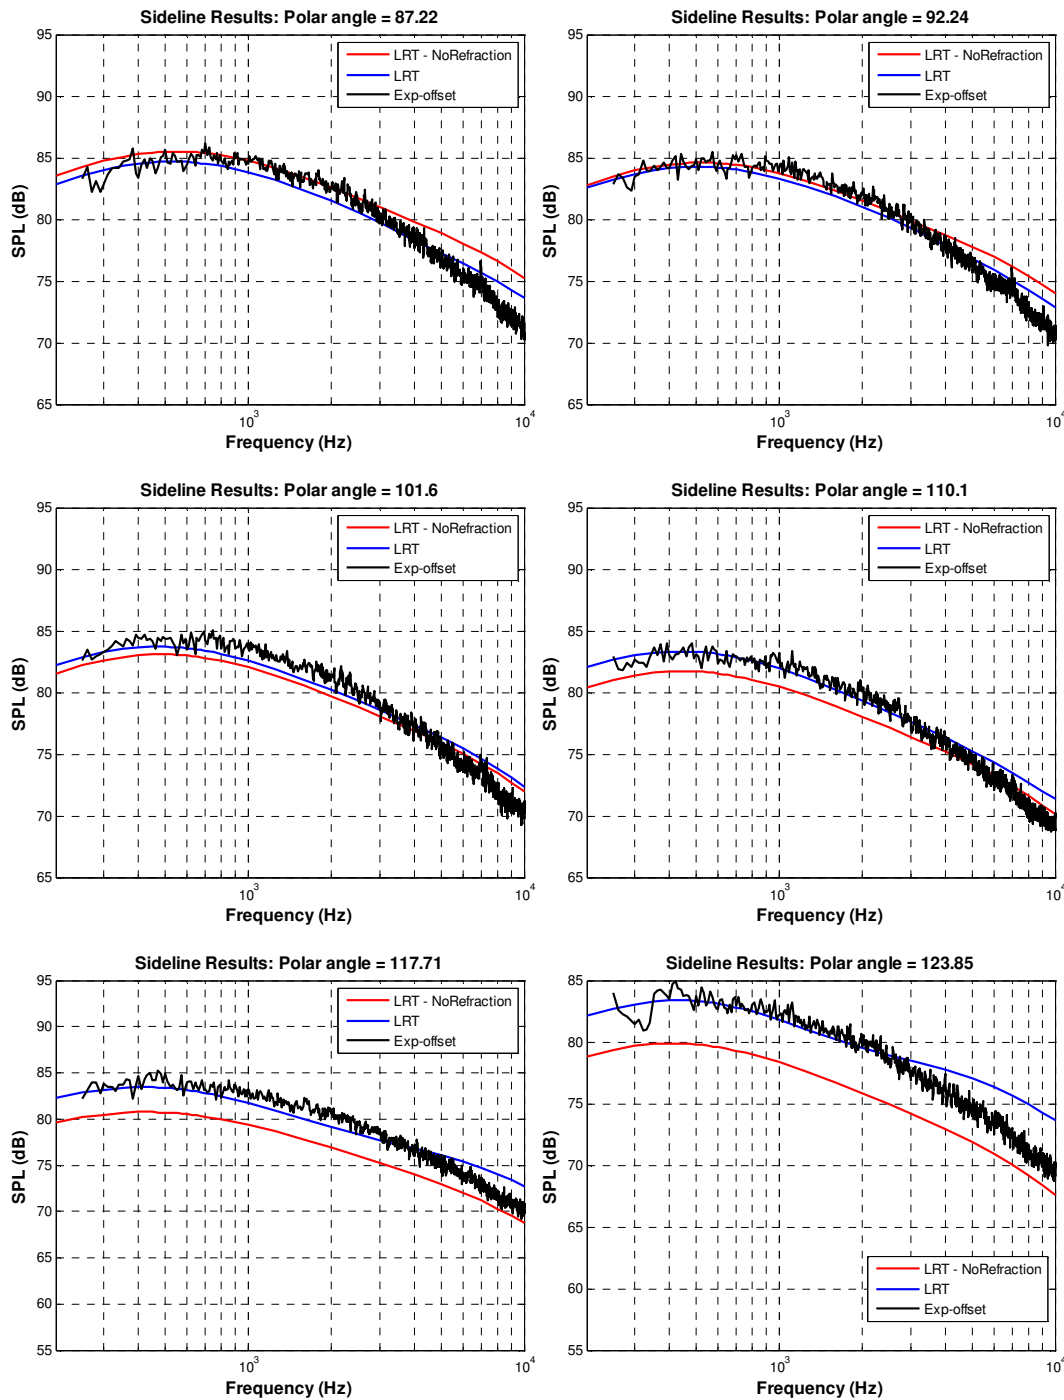 Sideline Results: Polar angle = 87.22
95
90
85
80
75
70
65
SPL (dB)
LRT - NoRefraction
LRT
Exp-offset
10^3
10^4
Frequency (Hz)
Sideline Results: Polar angle = 92.24
95
90
85
80
75
70
65
SPL (dB)
LRT - NoRefraction
LRT
Exp-offset
10^3
10^4
Frequency (Hz)
Sideline Results: Polar angle = 101.6
95
90
85
80
75
70
65
SPL (dB)
LRT - NoRefraction
LRT
Exp-offset
10^3
10^4
Frequency (Hz)
Sideline Results: Polar angle = 110.1
95
90
85
80
75
70
65
SPL (dB)
LRT - NoRefraction
LRT
Exp-offset
10^3
10^4
Frequency (Hz)
Sideline Results: Polar angle = 117.71
95
90
85
80
75
70
65
60
55
SPL (dB)
LRT - NoRefraction
LRT
Exp-offset
10^3
10^4
Frequency (Hz)
Sideline Results: Polar angle = 123.85
85
80
75
70
65
60
55
SPL (dB)
LRT - NoRefraction
LRT
Exp-offset
10^3
10^4
Frequency (Hz)